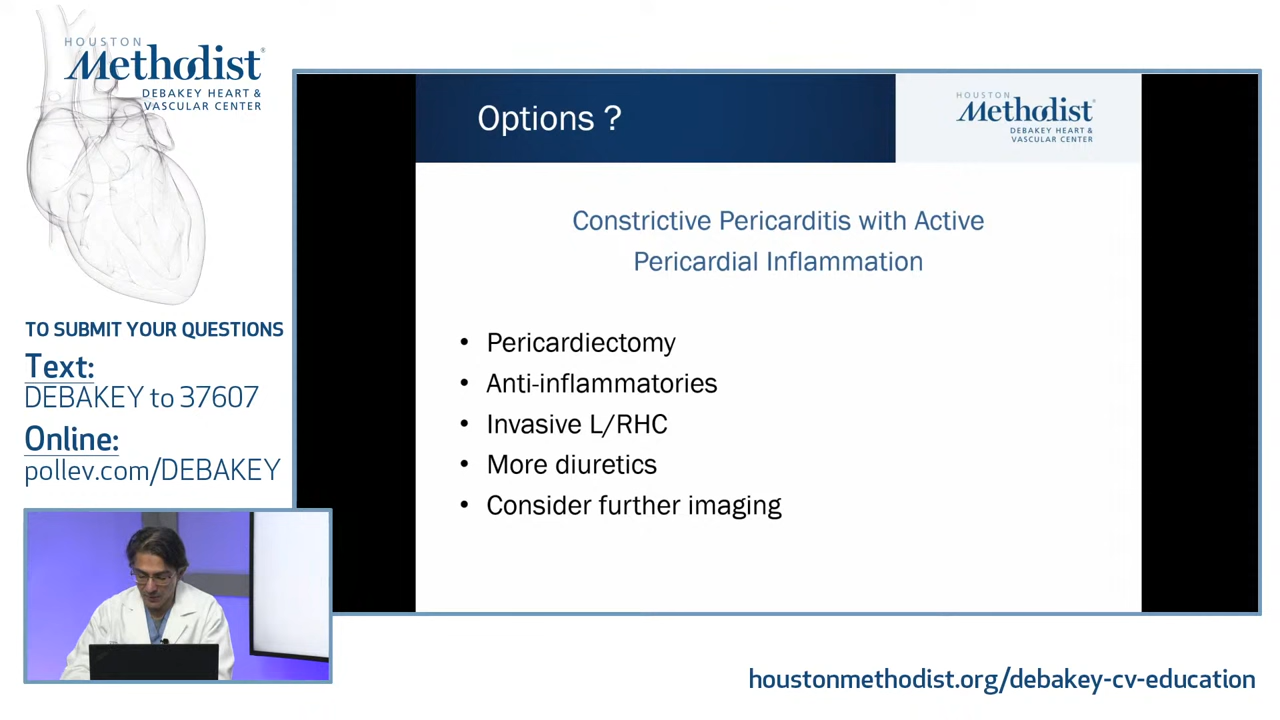 HOUSTON
Methodist®
DEBAKEY HEART &
VASCULAR CENTER
TO SUBMIT YOUR QUESTIONS
Text:
DEBAKEY to 37607
Online:
pollev.com/DEBAKEY
Options ?
HOUSTON
Methodist®
DEBAKEY HEART &
VASCULAR CENTER
Constrictive Pericarditis with Active
Pericardial Inflammation
• Pericardiectomy
• Anti-inflammatories
• Invasive L/RHC
• More diuretics
• Consider further imaging
houstonmethodist.org/debakey-cv-education